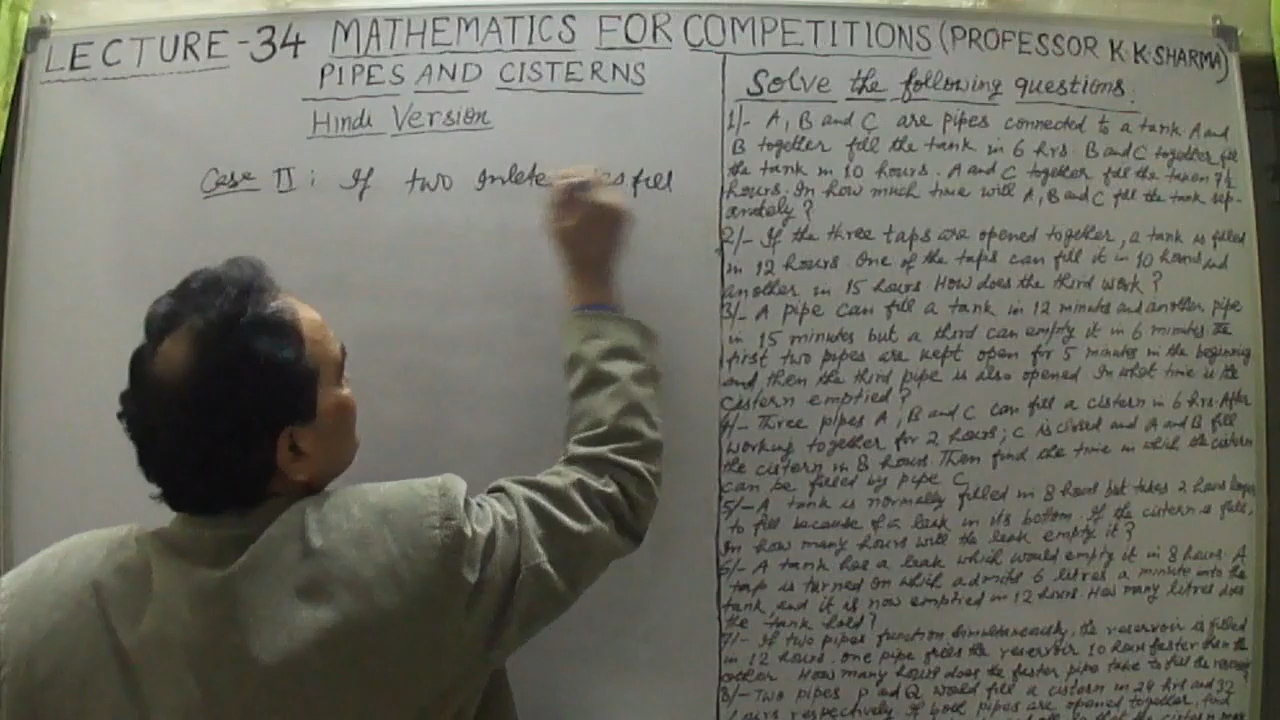 LECTURE-34 MATHEMATICS FOR COMPETITIONS (PROFESSOR K.K.SHARMA)
PIPES AND CISTERNS
Hindi Version
Case II : If two Inlet fill
Solve the following questions.
1/- A, B and C are pipes connected to a tank. A and
B together fill the tank in 6 hrs. B and C together fill
the tank in 10 hours. A and C together fill the tank in 7½
hours. In how much time will A, B and C fill the tank sep-
arately?
2/- If the three taps are opened together, a tank is filled
in 12 hours. One of the taps can fill it in 10 hours and
another in 15 hours. How does the third work?
3/- A pipe can fill a tank in 12 minutes and another pipe
in 15 minutes but a third can empty it in 6 minutes. The
first two pipes are kept open for 5 minutes in the beginning
and then the third pipe is also opened. In what time is the
cistern emptied?
4/- Three pipes A, B and C can fill a cistern in 6 hrs. After
working together for 2 hours, C is closed and A and B fill
the cistern in 8 hours. Then find the time in which the cistern
can be filled by pipe C
5/- A tank is normally filled in 8 hours but takes 2 hours longer
to fill because of a leak in its bottom. If the cistern is full,
In how many hours will the leak empty it?
6/- A tank has a leak which would empty it in 8 hours. A
tap is turned on which admits 6 litres a minute into the
tank, and it is now emptied in 12 hours. How many litres does
the tank hold?
7/- If two pipes function simultaneously, the reservoir is filled
in 12 hours. One pipe fills the reservoir 10 hours faster than the
other. How many hours does the faster pipe take to fill the reservoir
8/- Two pipes P and Q would fill a cistern in 24 hrs and 32
hours respectively. If both pipes are opened together, find